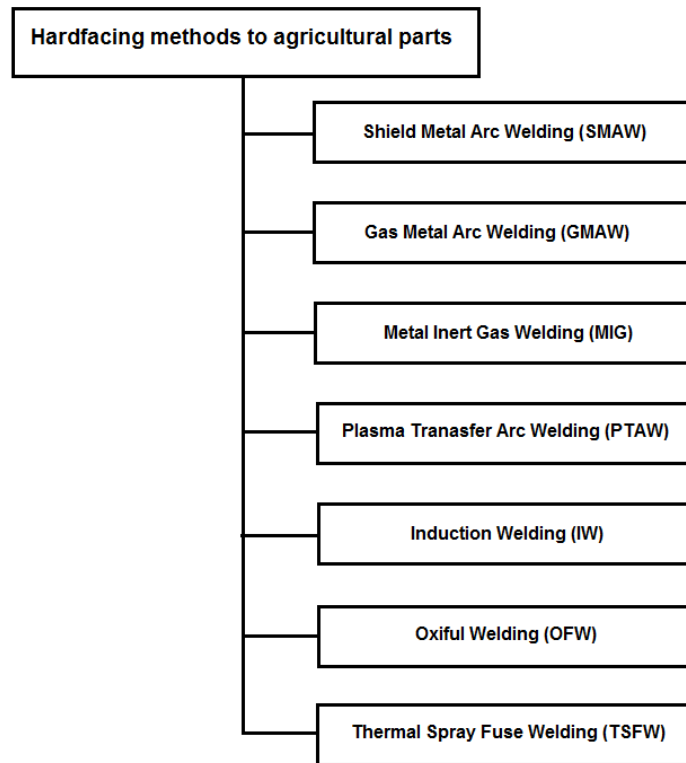 Hardfacing methods to agricultural parts
Shield Metal Arc Welding (SMAW)
Gas Metal Arc Welding (GMAW)
Metal Inert Gas Welding (MIG)
Plasma Tranasfer Arc Welding (PTAW)
Induction Welding (IW)
Oxiful Welding (OFW)
Thermal Spray Fuse Welding (TSFW)